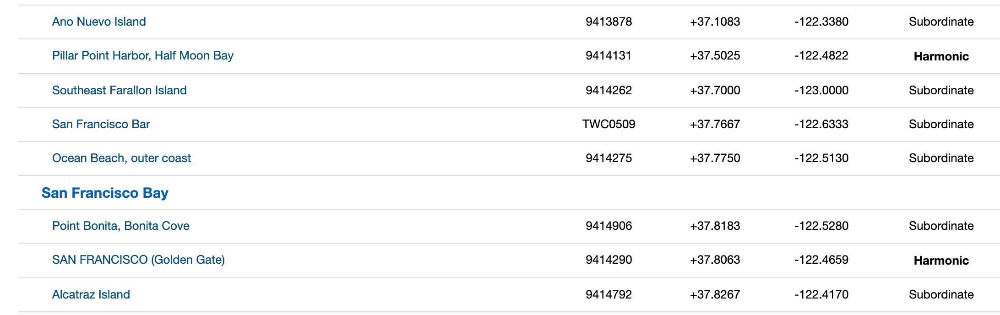 Ano Nuevo Island 9413878 +37.1083 -122.3380 Subordinate
Pillar Point Harbor, Half Moon Bay 9414131 +37.5025 -122.4822 Harmonic
Southeast Farallon Island 9414262 +37.7000 -123.0000 Subordinate
San Francisco Bar TWC0509 +37.7667 -122.6333 Subordinate
Ocean Beach, outer coast 9414275 +37.7750 -122.5130 Subordinate
San Francisco Bay
Point Bonita, Bonita Cove 9414906 +37.8183 -122.5280 Subordinate
SAN FRANCISCO (Golden Gate) 9414290 +37.8063 -122.4659 Harmonic
Alcatraz Island 9414792 +37.8267 -122.4170 Subordinate